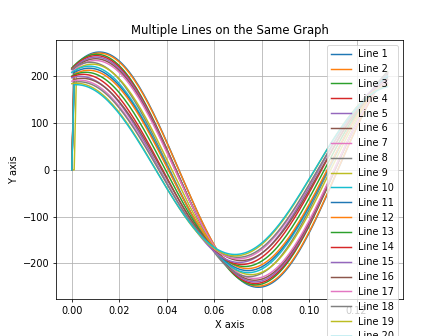 Multiple Lines on the Same Graph
Y axis
200
100
0
−100
−200
0.00
0.02
0.04
0.06
0.08
0.10
X axis
Line 1
Line 2
Line 3
Line 4
Line 5
Line 6
Line 7
Line 8
Line 9
Line 10
Line 11
Line 12
Line 13
Line 14
Line 15
Line 16
Line 17
Line 18
Line 19
Line 20